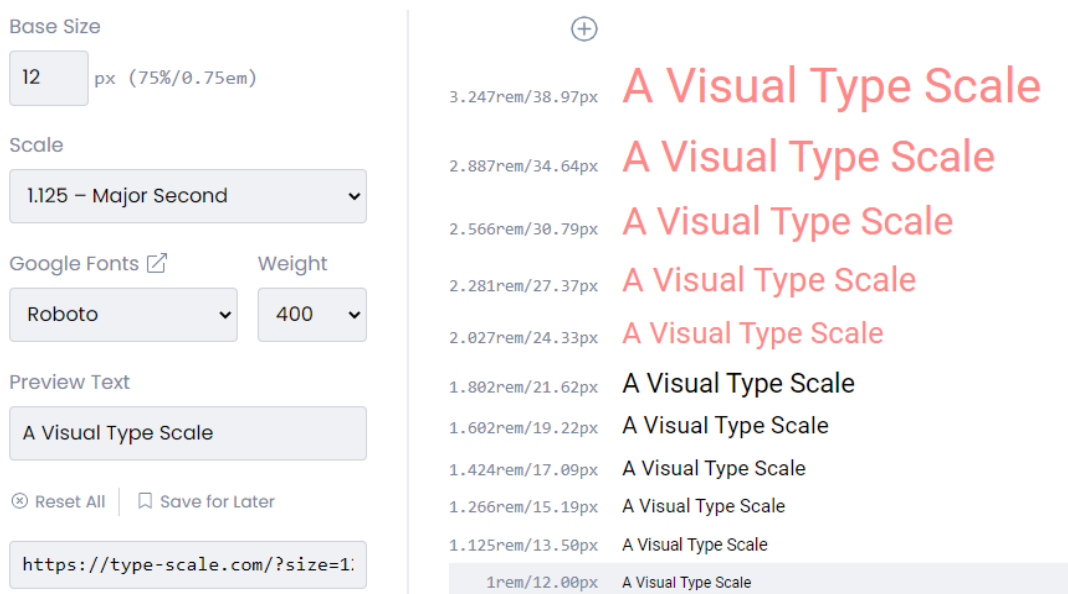 Base Size
12 px (75%/0.75em)
Scale
1.125 – Major Second
Google Fonts Weight
Roboto 400
Preview Text
A Visual Type Scale
Reset All Save for Later
https://type-scale.com/?size=1
3.247rem/38.97px A Visual Type Scale
2.887rem/34.64px A Visual Type Scale
2.566rem/30.79px A Visual Type Scale
2.281rem/27.37px A Visual Type Scale
2.027rem/24.33px A Visual Type Scale
1.802rem/21.62px A Visual Type Scale
1.602rem/19.22px A Visual Type Scale
1.424rem/17.09px A Visual Type Scale
1.266rem/15.19px A Visual Type Scale
1.125rem/13.50px A Visual Type Scale
1rem/12.00px A Visual Type Scale